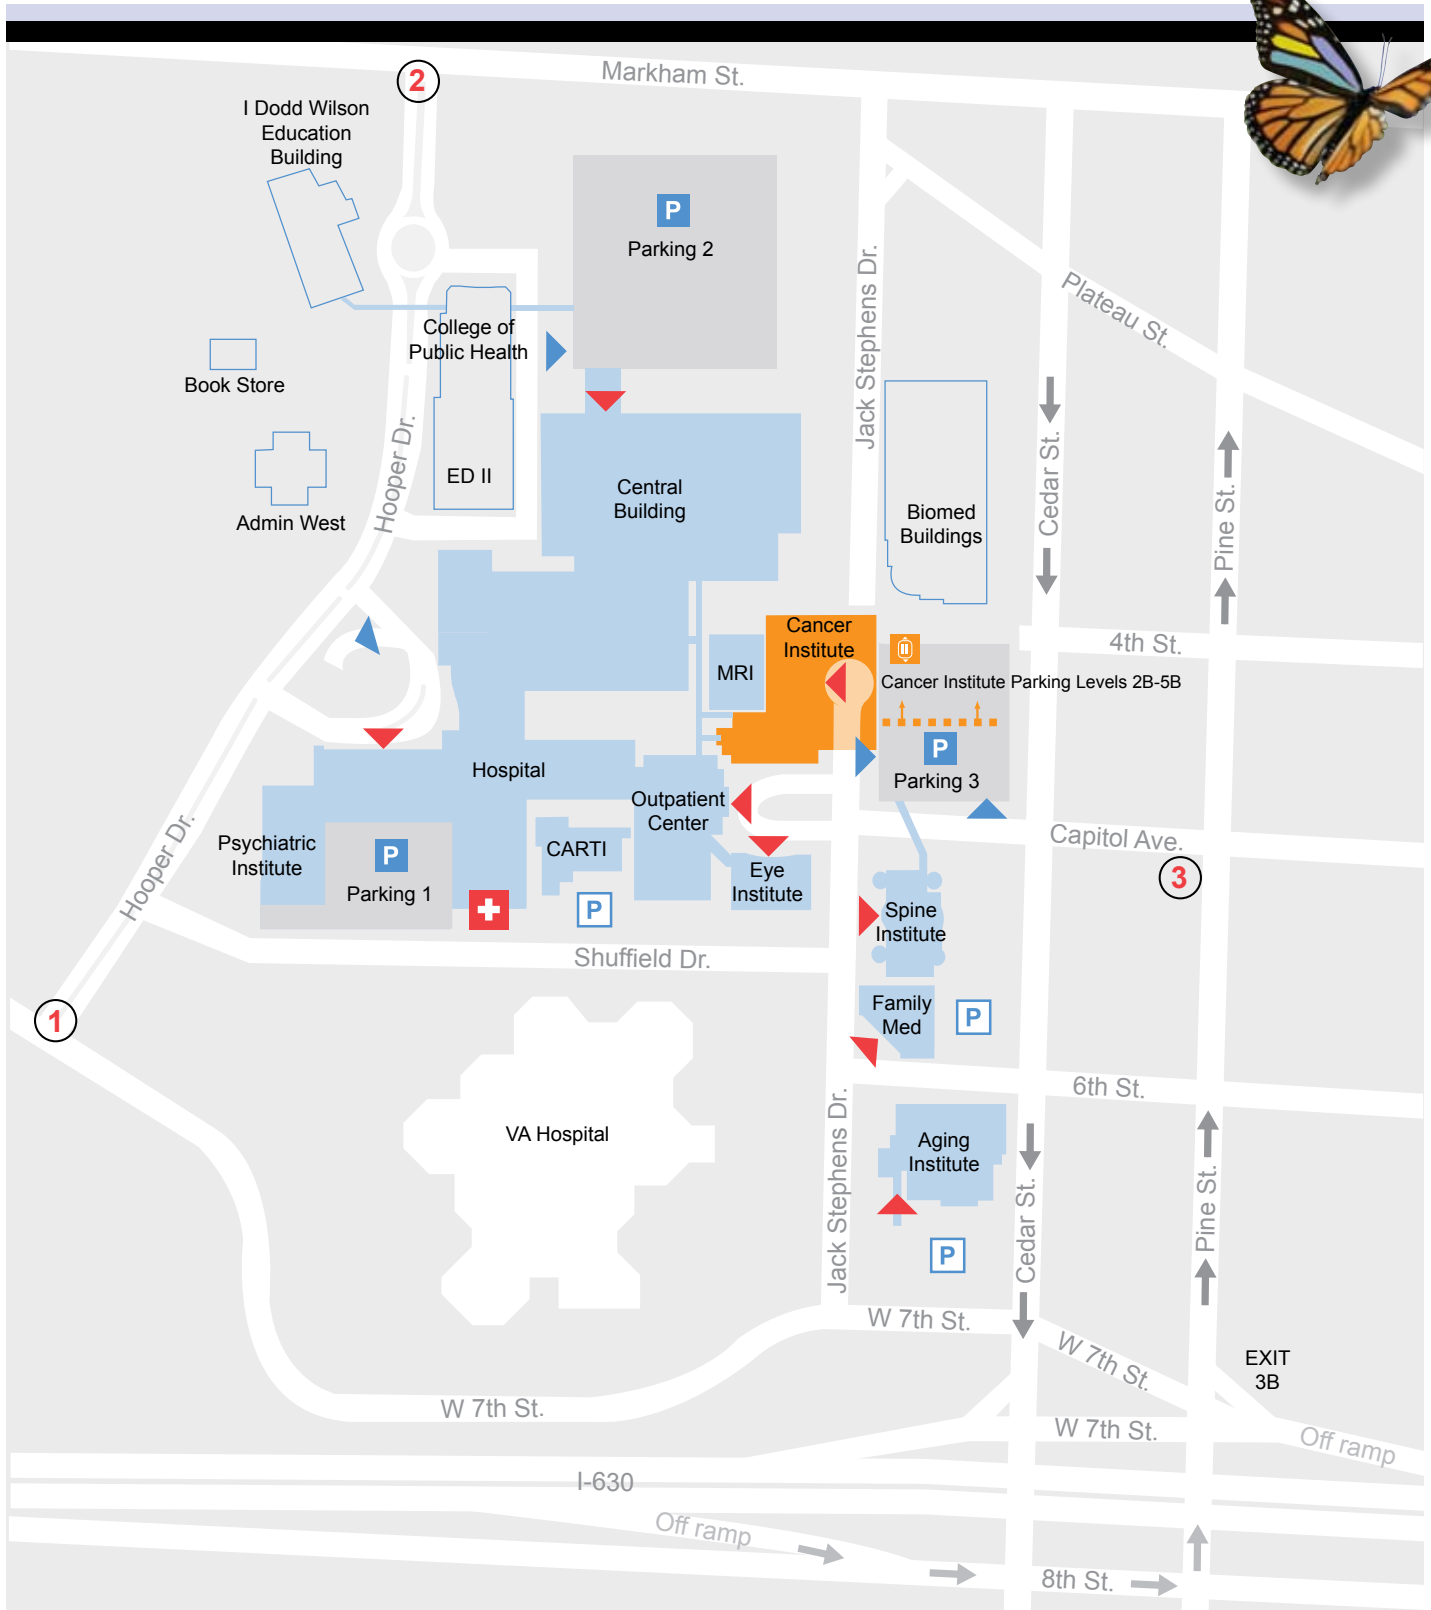 Markham St.
2
I Dodd Wilson
Education
Building
P
Parking 2
Jack Stephens Dr.
Plateau St.
College of
Public Health
Book Store
Hooper Dr.
ED II
Admin West
Central
Building
Biomed
Buildings
Cedar St.
Pine St.
Cancer
Institute
4th St.
MRI
Cancer Institute Parking Levels 2B-5B
P
Parking 3
Hospital
Outpatient
Center
Capitol Ave.
Psychiatric
Institute
P
Parking 1
CARTI
Eye
Institute
3
Hooper Dr.
P
Spine
Institute
Shuffield Dr.
1
Family
Med
P
6th St.
VA Hospital
Aging
Institute
Jack Stephens Dr.
Cedar St.
Pine St.
P
W 7th St.
W 7th St.
EXIT
3B
W 7th St.
W 7th St.
Off ramp
I-630
Off ramp
8th St.